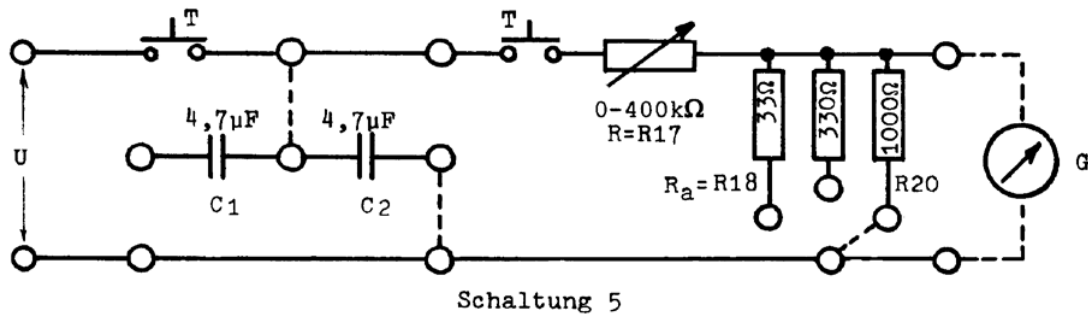 T
T
4,7µF
4,7µF
0-400kΩ
R=R17
33Ω
330Ω
1000Ω
U
G
Rₐ=R18
R20
C₁
C₂
Schaltung 5